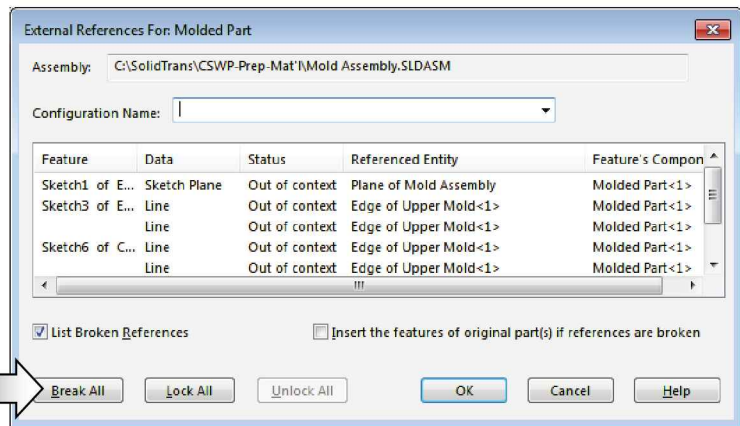 External References For: Molded Part
Assembly: C:\SolidTrans\CSWP-Prep-Mat'l\Mold Assembly.SLDASM
Configuration Name:
Feature Data Status Referenced Entity Feature's Compon
Sketch1 of E... Sketch Plane Out of context Plane of Mold Assembly Molded Part<1>
Sketch3 of E... Line Out of context Edge of Upper Mold<1> Molded Part<1>
Line Out of context Edge of Upper Mold<1> Molded Part<1>
Sketch6 of C... Line Out of context Edge of Upper Mold<1> Molded Part<1>
Line Out of context Edge of Upper Mold<1> Molded Part<1>
List Broken References Insert the features of original part(s) if references are broken
Break All Lock All Unlock All OK Cancel Help